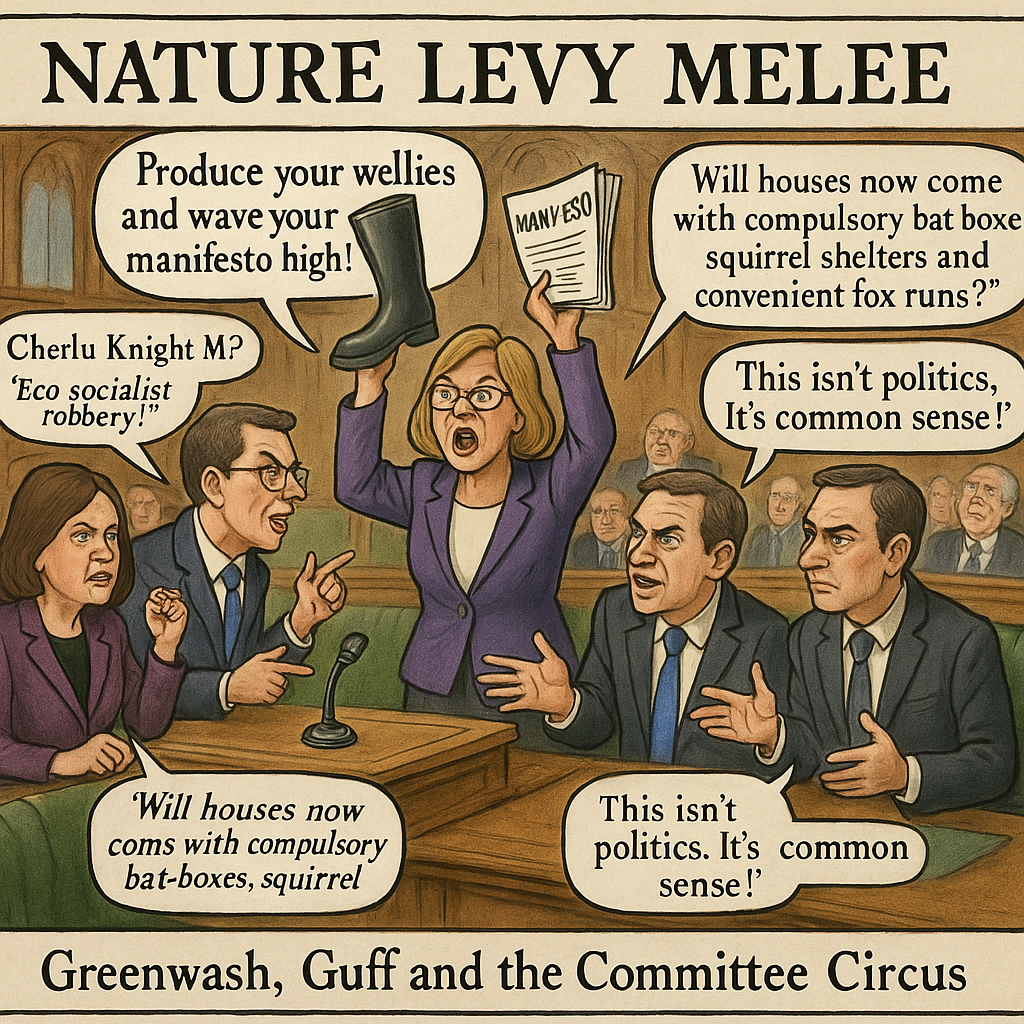 NATURE LEVY MELEE
Produce your wellies
and wave your
manifesto high!
MANV-ESO
Will houses now come
with compulsory bat boxe
squirrel shelters and
convenient fox runs?”
Cherlu Knight M?
‘Eco socialist
robbery!”
This isn’t politics,
It’s common sense!’
‘Will houses now
coms with compulsory
bat-boxes, squirrel
This isn’t
politics. It’s common
sense!’
Greenwash, Guff and the Committee Circus